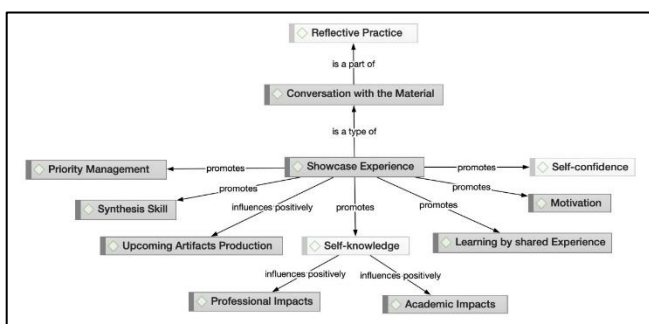 Reflective Practice
is a part of
Conversation with the Material
is a type of
Priority Management
promotes
Showcase Experience
promotes
Self-confidence
promotes
promotes
Synthesis Skill
influences positively
promotes
promotes
Motivation
Upcoming Artifacts Production
Self-knowledge
Learning by shared Experience
influences positively
influences positively
Professional Impacts
Academic Impacts